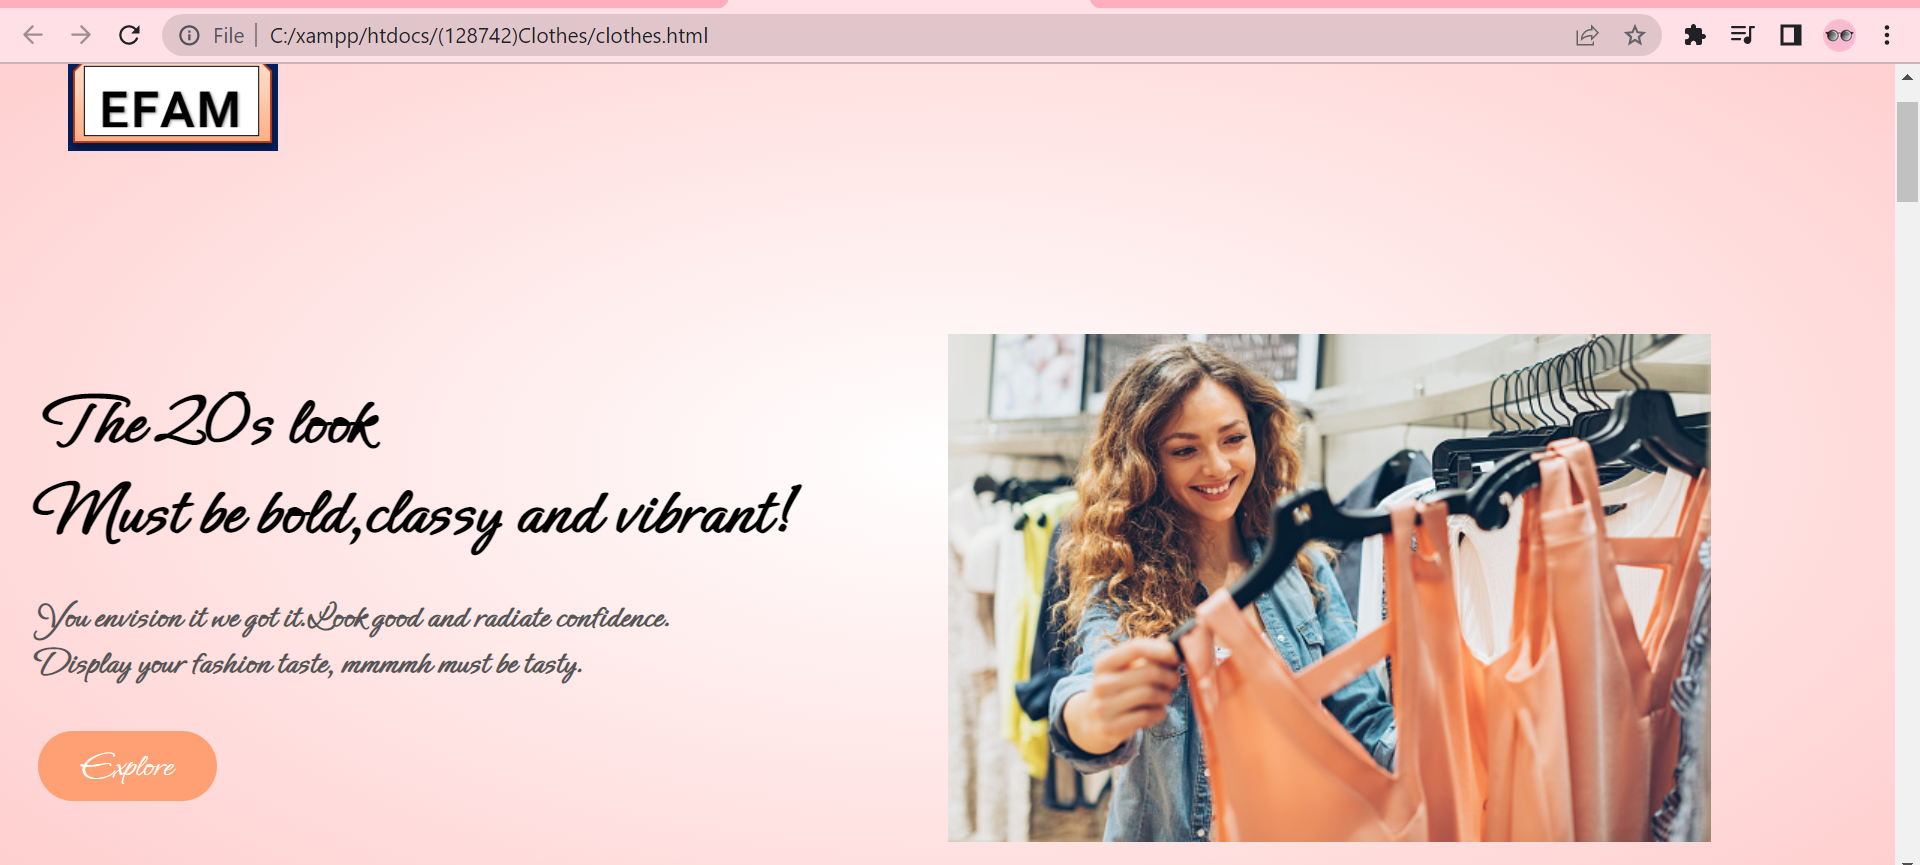 File
C:/xampp/htdocs/(128742)Clothes/clothes.html
EFAM
The 20s look
Must be bold,classy and vibrant!
You envision it we got it.Look good and radiate confidence.
Display your fashion taste, mmmmh must be tasty.
Explore